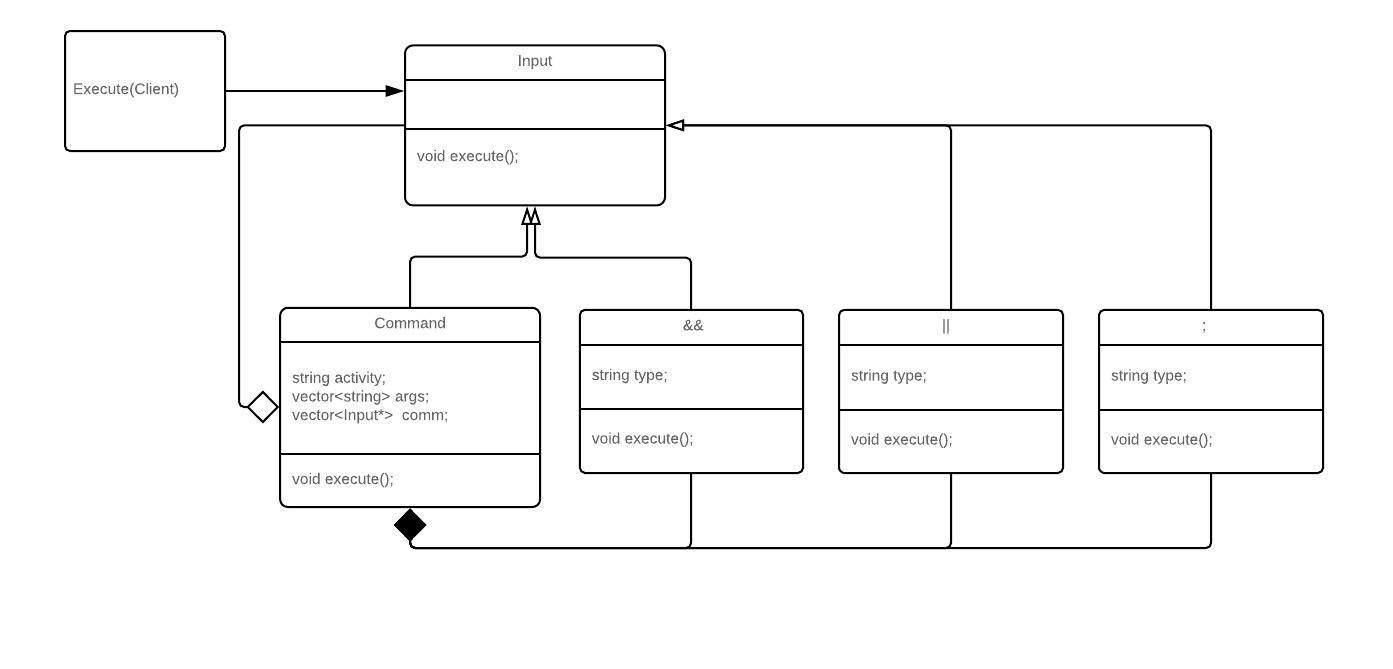 Execute(Client)
Input
void execute();
Command
string activity;
vector<string> args;
vector<Input*>  comm;
void execute();
&&
string type;
void execute();
||
string type;
void execute();
;
string type;
void execute();